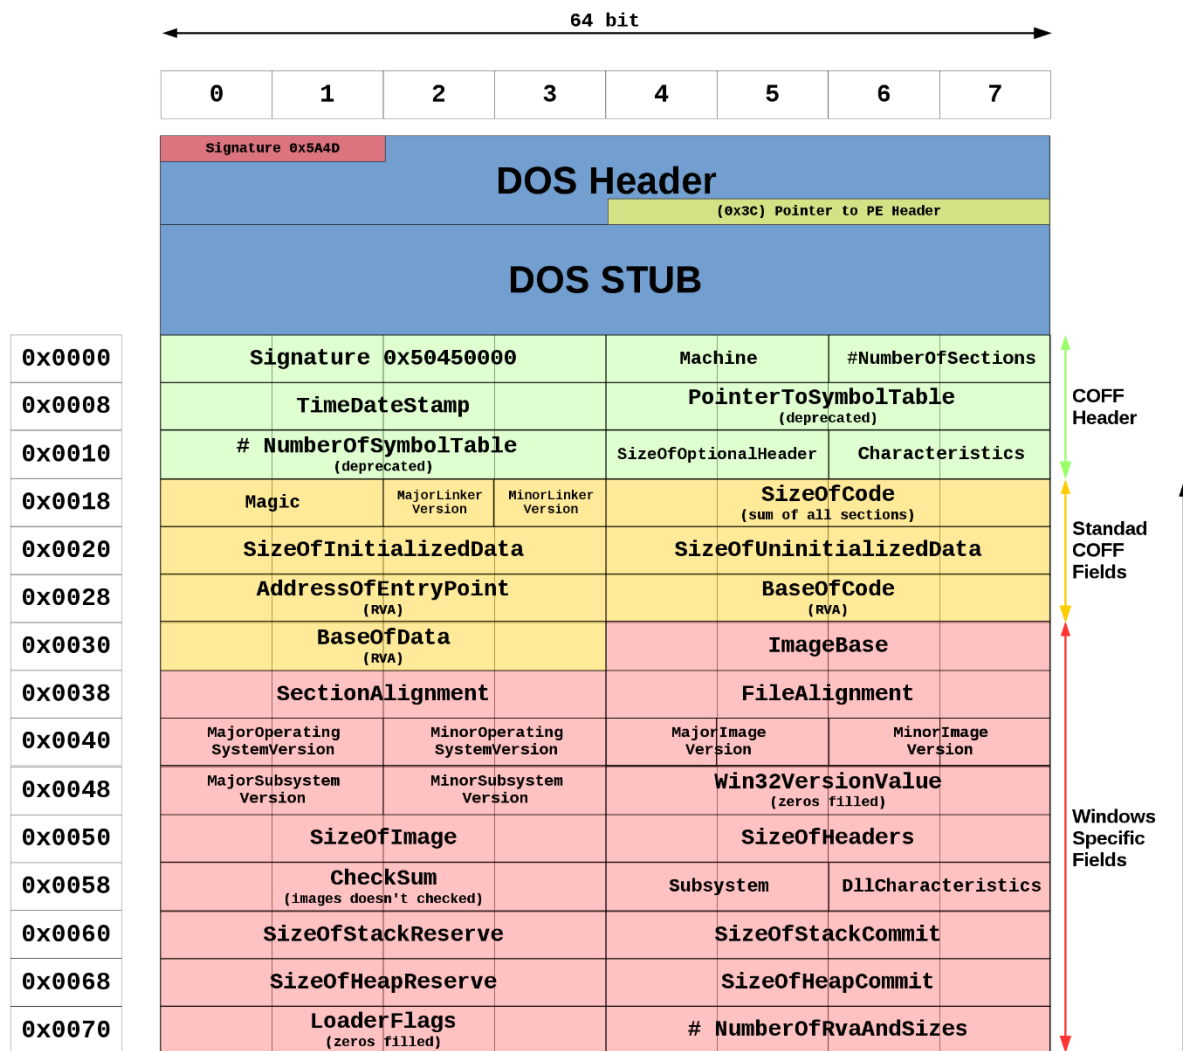 64 bit
0 1 2 3 4 5 6 7
Signature 0x5A4D
DOS Header
(0x3C) Pointer to PE Header
DOS STUB
0x0000 Signature 0x50450000 Machine #NumberOfSections
0x0008 TimeDateStamp PointerToSymbolTable
(deprecated)
COFF
Header
0x0010 # NumberOfSymbolTable SizeOfOptionalHeader Characteristics
(deprecated)
0x0018 Magic MajorLinker MinorLinker SizeOfCode
Version Version (sum of all sections)
0x0020 SizeOfInitializedData SizeOfUninitializedData
Standad
COFF
Fields
0x0028 AddressOfEntryPoint BaseOfCode
(RVA) (RVA)
0x0030 BaseOfData ImageBase
(RVA)
0x0038 SectionAlignment FileAlignment
0x0040 MajorOperating MinorOperating MajorImage MinorImage
SystemVersion SystemVersion Version Version
0x0048 MajorSubsystem MinorSubsystem Win32VersionValue
Version Version (zeros filled)
0x0050 SizeOfImage SizeOfHeaders
Windows
Specific
Fields
0x0058 CheckSum Subsystem DllCharacteristics
(images doesn't checked)
0x0060 SizeOfStackReserve SizeOfStackCommit
0x0068 SizeOfHeapReserve SizeOfHeapCommit
0x0070 LoaderFlags # NumberOfRvaAndSizes
(zeros filled)